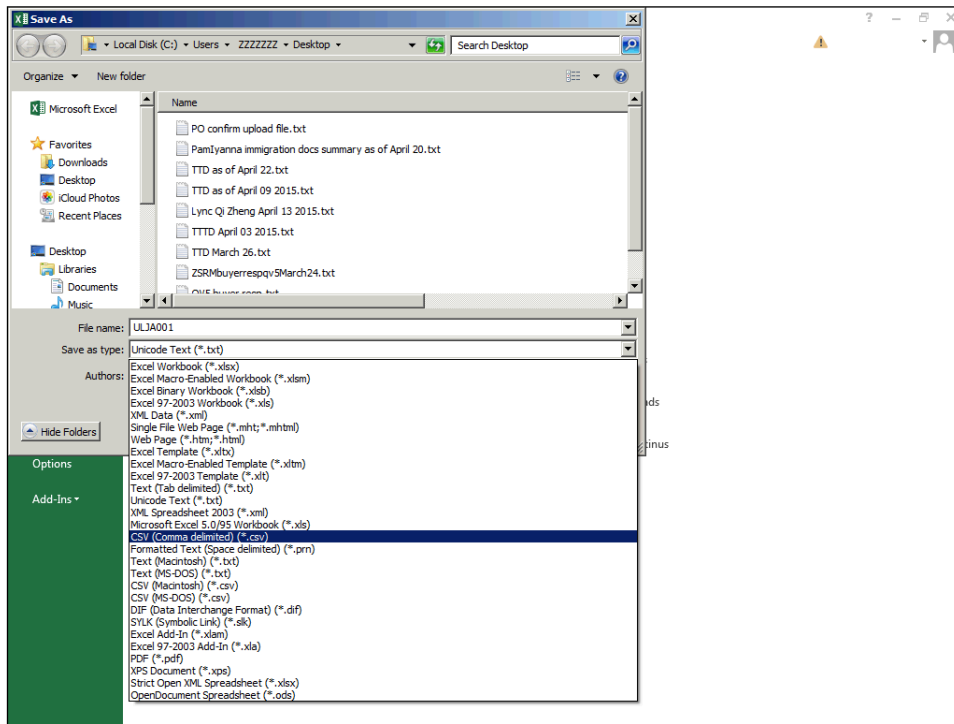 Save As
? – X
Local Disk (C:) Users ZZZZZZZ Desktop
Search Desktop
Organize New folder
Microsoft Excel
Favorites
Downloads
Desktop
iCloud Photos
Recent Places
Desktop
Libraries
Documents
Music
Name
PO confirm upload file.txt
PamIyanna immigration docs summary as of April 20.txt
TTD as of April 22.txt
TTD as of April 09 2015.txt
Lync Qi Zheng April 13 2015.txt
TTTD April 03 2015.txt
TTD March 26.txt
ZSRMbuyerrespqv5March24.txt
File name: ULJA001
Save as type: Unicode Text (*.txt)
Authors:
Excel Workbook (*.xlsx)
Excel Macro-Enabled Workbook (*.xlsm)
Excel Binary Workbook (*.xlsb)
Excel 97-2003 Workbook (*.xls)
XML Data (*.xml)
Single File Web Page (*.mht;*.mhtml)
Web Page (*.htm;*.html)
Excel Template (*.xltx)
Excel Macro-Enabled Template (*.xltm)
Excel 97-2003 Template (*.xlt)
Text (Tab delimited) (*.txt)
Unicode Text (*.txt)
XML Spreadsheet 2003 (*.xml)
Microsoft Excel 5.0/95 Workbook (*.xls)
CSV (Comma delimited) (*.csv)
Formatted Text (Space delimited) (*.prn)
Text (Macintosh) (*.txt)
Text (MS-DOS) (*.txt)
CSV (Macintosh) (*.csv)
CSV (MS-DOS) (*.csv)
DIF (Data Interchange Format) (*.dif)
SYLK (Symbolic Link) (*.slk)
Excel Add-In (*.xlam)
Excel 97-2003 Add-In (*.xla)
PDF (*.pdf)
XPS Document (*.xps)
Strict Open XML Spreadsheet (*.xlsx)
OpenDocument Spreadsheet (*.ods)
Hide Folders
Options
Add-Ins